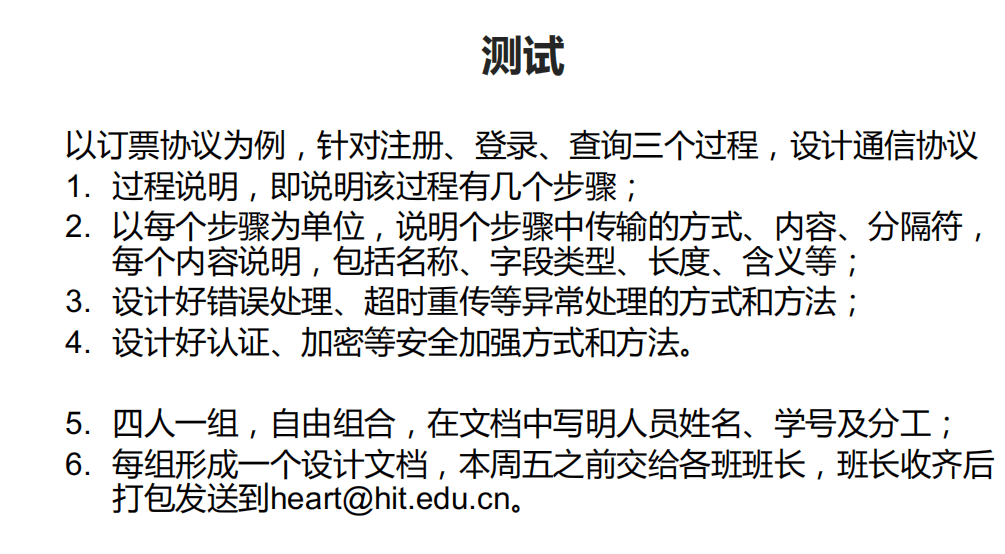 测试
以订票协议为例，针对注册、登录、查询三个过程，设计通信协议
1. 过程说明，即说明该过程有几个步骤；
2. 以每个步骤为单位，说明个步骤中传输的方式、内容、分隔符，
每个内容说明，包括名称、字段类型、长度、含义等；
3. 设计好错误处理、超时重传等异常处理的方式和方法；
4. 设计好认证、加密等安全加强方式和方法。
5. 四人一组，自由组合，在文档中写明人员姓名、学号及分工；
6. 每组形成一个设计文档，本周五之前交给各班班长，班长收齐后
打包发送到heart@hit.edu.cn。